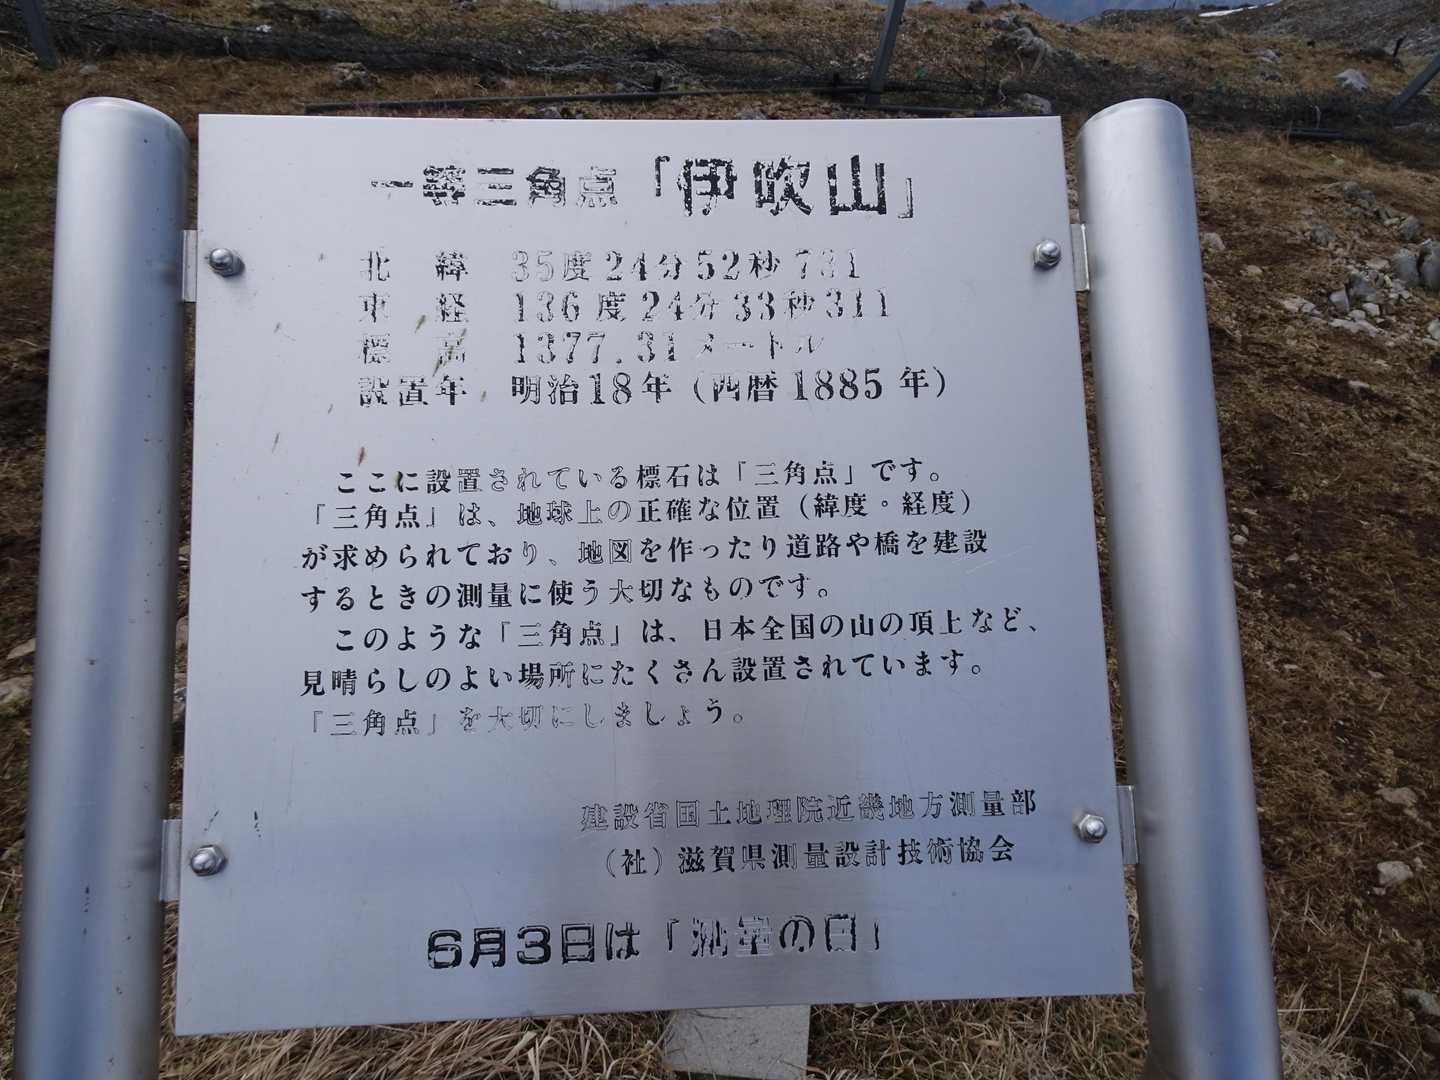 一等三角点「伊吹山」
北緯 35度24分52秒731
東経 136度24分33秒311
標高 1377.31メートル
設置年 明治18年(西暦1885年)
ここに設置されている標石は「三角点」です。
「三角点」は、地球上の正確な位置(緯度・経度)
が求められており、地図を作ったり道路や橋を建設
するときの測量に使う大切なものです。
このような「三角点」は、日本全国の山の頂上など、
見晴らしのよい場所にたくさん設置されています。
「三角点」を大切にしましょう。
建設省国土地理院近畿地方測量部
(社)滋賀県測量設計技術協会
6月3日は「測量の日」